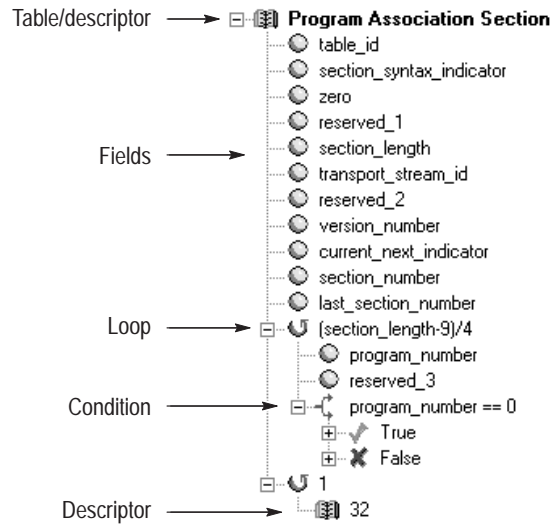 Table/descriptor Program Association Section
table_id
section_syntax_indicator
zero
reserved_1
Fields section_length
transport_stream_id
reserved_2
version_number
current_next_indicator
section_number
last_section_number
Loop (section_length-9)/4
program_number
reserved_3
Condition program_number == 0
True
False
1
Descriptor 32